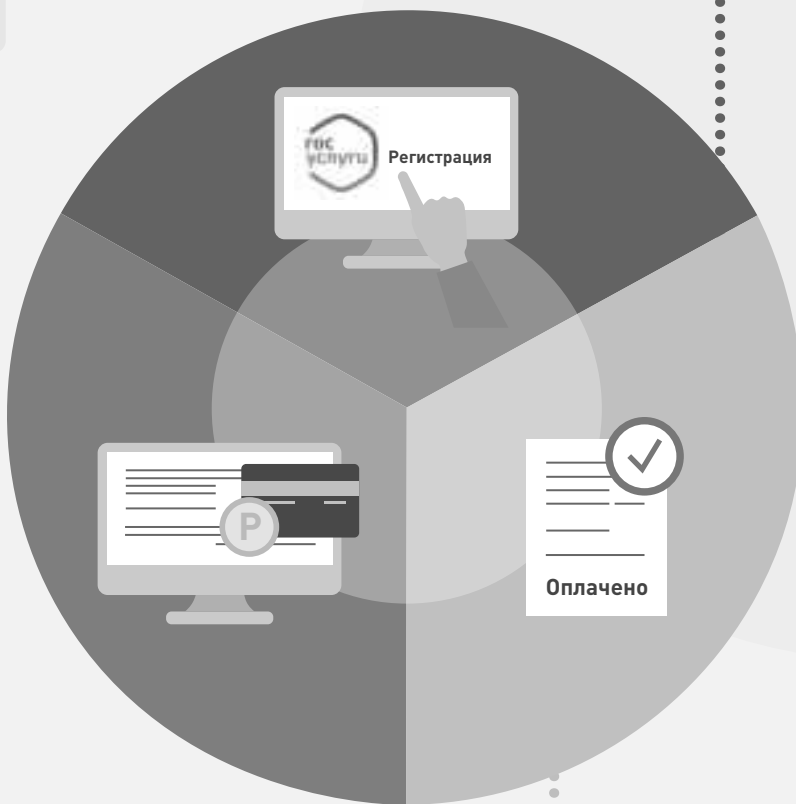 гос
услуги
Регистрация
Р
Оплачено